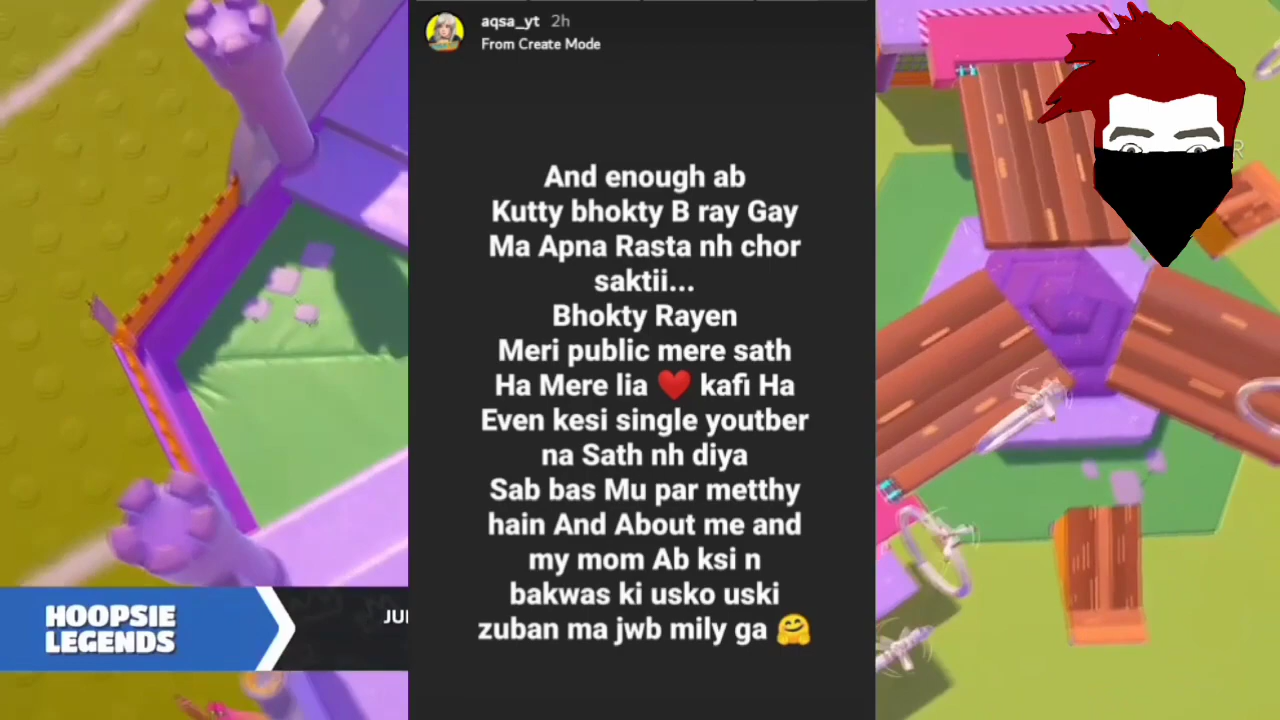 aqsa_yt 2h
From Create Mode
And enough ab
Kutty bhokty B ray Gay
Ma Apna Rasta nh chor
saktii...
Bhokty Rayen
Meri public mere sath
Ha Mere lia ❤️ kafi Ha
Even kesi single youtber
na Sath nh diya
Sab bas Mu par metthy
hain And About me and
my mom Ab ksi n
bakwas ki usko uski
zuban ma jwb mily ga 🤗
HOOPSIE
LEGENDS